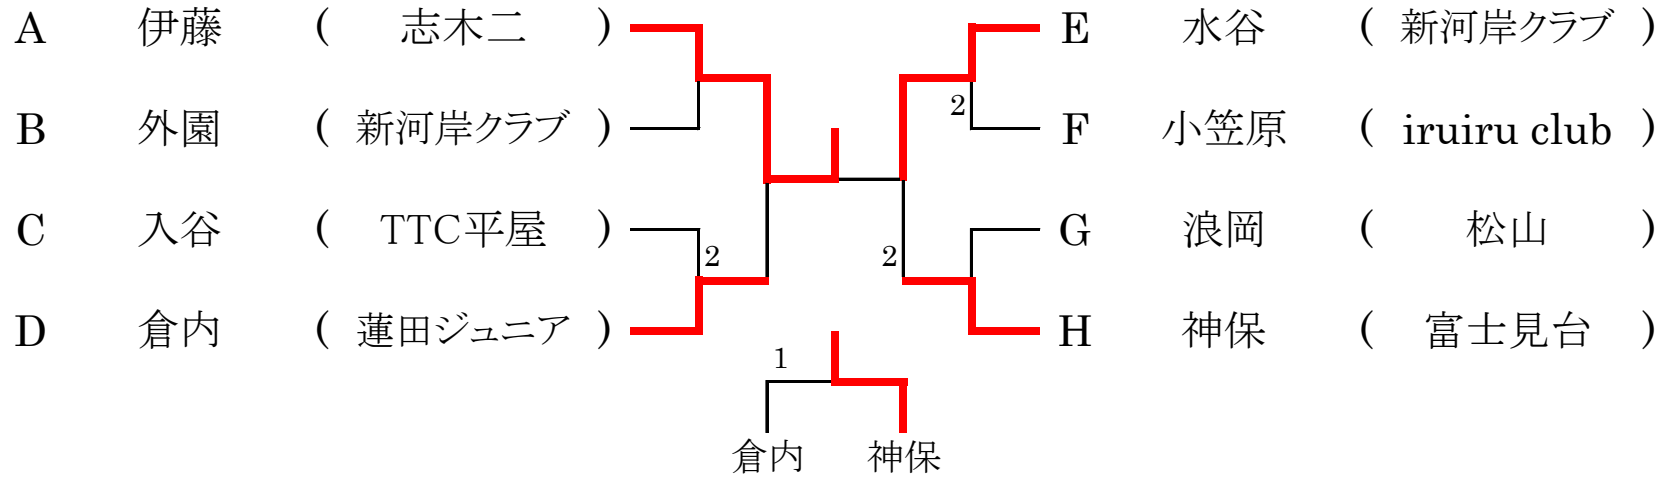 A 伊藤 ( 志木二 ) E 水谷 ( 新河岸クラブ )
2
B 外園 ( 新河岸クラブ ) F 小笠原 ( iruiru club )
C 入谷 ( TTC平屋 ) G 浪岡 ( 松山 )
2 2
D 倉内 ( 蓮田ジュニア ) H 神保 ( 富士見台 )
1
倉内 神保